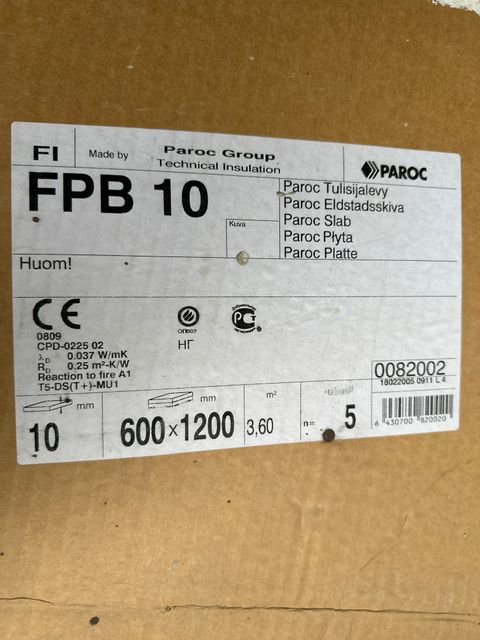 FI
Made by
Paroc Group
Technical Insulation
PAROC
FPB 10
Kuva
Paroc Tulisijalevy
Paroc Eldstadsskiva
Paroc Slab
Paroc Płyta
Paroc Platte
Huom!
CE
0809
CPD-0225 02
λD 0.037 W/mK
RD 0.25 m²·K/W
Reaction to fire A1
T5-DS(T+)-MU1
НГ
РСТ
0082002
18022005 0911 L 4
mm
10
mm
600x1200
m²
3,60
n=
5
6 430700 820020